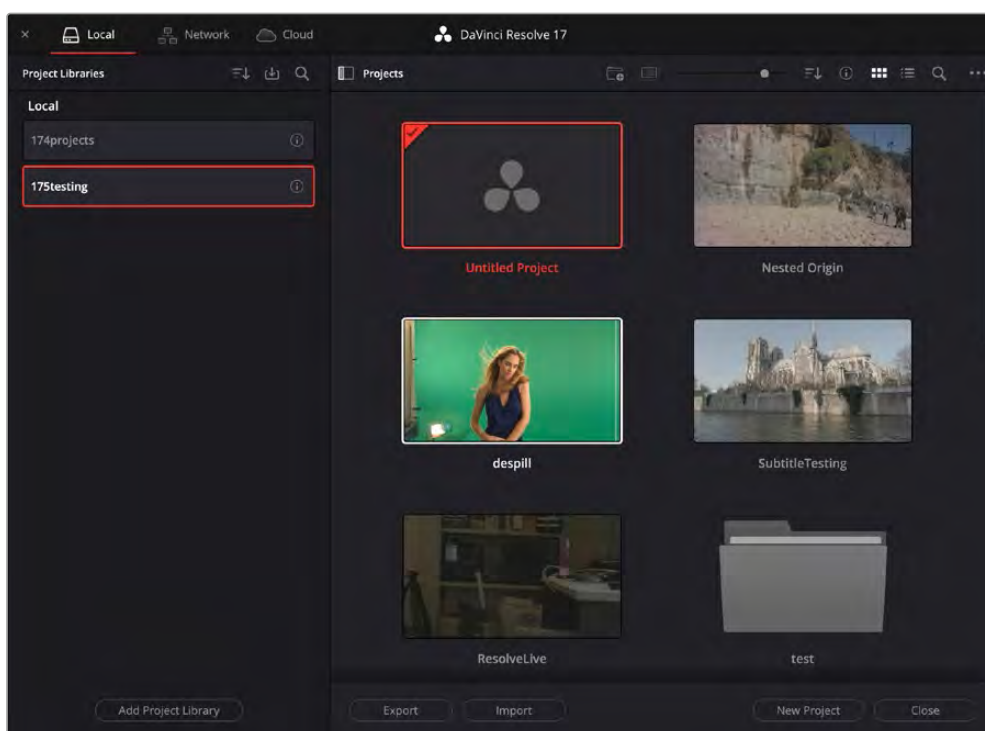 Local
Network
Cloud
DaVinci Resolve 17
Project Libraries
Projects
Local
174projects
175testing
Untitled Project
Nested Origin
despill
SubtitleTesting
ResolveLive
test
Add Project Library
Export
Import
New Project
Close